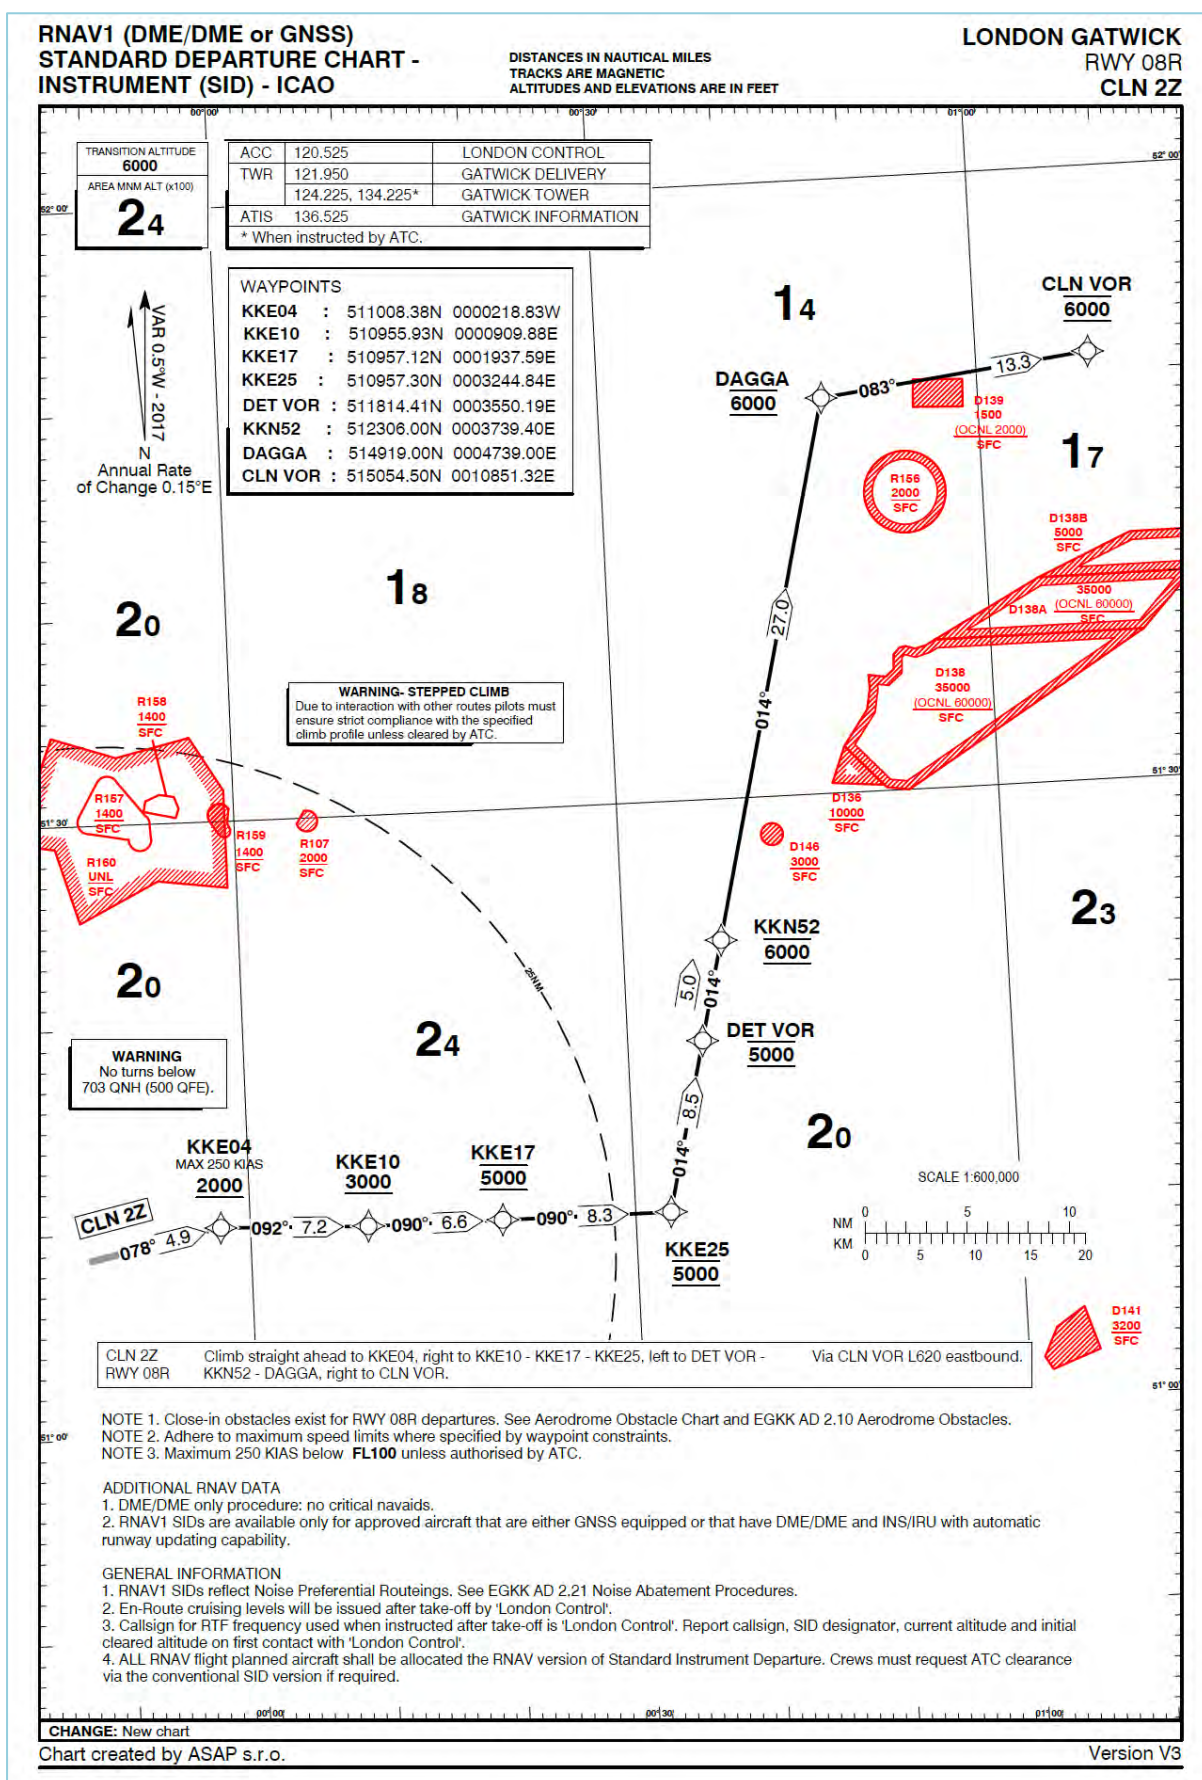 RNAV1 (DME/DME or GNSS)
STANDARD DEPARTURE CHART -
INSTRUMENT (SID) - ICAO
DISTANCES IN NAUTICAL MILES
TRACKS ARE MAGNETIC
ALTITUDES AND ELEVATIONS ARE IN FEET
LONDON GATWICK
RWY 08R
CLN 2Z
00°00'
00°30'
01°00'
TRANSITION ALTITUDE
6000
AREA MNM ALT (x100)
24
ACC 120.525 LONDON CONTROL
TWR 121.950 GATWICK DELIVERY
124.225, 134.225* GATWICK TOWER
ATIS 136.525 GATWICK INFORMATION
* When instructed by ATC.
52° 00'
52° 00'
WAYPOINTS
KKE04 : 511008.38N 0000218.83W
KKE10 : 510955.93N 0000909.88E
KKE17 : 510957.12N 0001937.59E
KKE25 : 510957.30N 0003244.84E
DET VOR : 511814.41N 0003550.19E
KKN52 : 512306.00N 0003739.40E
DAGGA : 514919.00N 0004739.00E
CLN VOR : 515054.50N 0010851.32E
VAR 0.5°W - 2017
N
Annual Rate
of Change 0.15°E
14
CLN VOR
6000
DAGGA
6000
083°
13.3
D139
1500
(OCNL 2000)
SFC
17
R156
2000
SFC
D138B
5000
SFC
35000
(OCNL 60000)
SFC
D138A
18
20
27.0
D138
35000
(OCNL 60000)
SFC
WARNING- STEPPED CLIMB
Due to interaction with other routes pilots must
ensure strict compliance with the specified
climb profile unless cleared by ATC.
014°
R158
1400
SFC
R157
1400
SFC
R160
UNL
SFC
R159
1400
SFC
R107
2000
SFC
51° 30'
51° 30'
D136
10000
SFC
D146
3000
SFC
23
KKN52
6000
20
25NM
5.0
014°
24
DET VOR
5000
WARNING
No turns below
703 QNH (500 QFE).
8.5
014°
20
KKE04
MAX 250 KIAS
2000
KKE10
3000
KKE17
5000
SCALE 1:600,000
NM 0 5 10
KM 0 5 10 15 20
CLN 2Z
078° 4.9
092° 7.2
090° 6.6
090° 8.3
KKE25
5000
D141
3200
SFC
CLN 2Z Climb straight ahead to KKE04, right to KKE10 - KKE17 - KKE25, left to DET VOR - Via CLN VOR L620 eastbound.
RWY 08R KKN52 - DAGGA, right to CLN VOR.
51° 00'
51° 00'
NOTE 1. Close-in obstacles exist for RWY 08R departures. See Aerodrome Obstacle Chart and EGKK AD 2.10 Aerodrome Obstacles.
NOTE 2. Adhere to maximum speed limits where specified by waypoint constraints.
NOTE 3. Maximum 250 KIAS below FL100 unless authorised by ATC.
ADDITIONAL RNAV DATA
1. DME/DME only procedure: no critical navaids.
2. RNAV1 SIDs are available only for approved aircraft that are either GNSS equipped or that have DME/DME and INS/IRU with automatic
runway updating capability.
GENERAL INFORMATION
1. RNAV1 SIDs reflect Noise Preferential Routeings. See EGKK AD 2.21 Noise Abatement Procedures.
2. En-Route cruising levels will be issued after take-off by 'London Control'.
3. Callsign for RTF frequency used when instructed after take-off is 'London Control'. Report callsign, SID designator, current altitude and initial
cleared altitude on first contact with 'London Control'.
4. ALL RNAV flight planned aircraft shall be allocated the RNAV version of Standard Instrument Departure. Crews must request ATC clearance
via the conventional SID version if required.
00°00'
00°30'
01°00'
CHANGE: New chart
Chart created by ASAP s.r.o.
Version V3